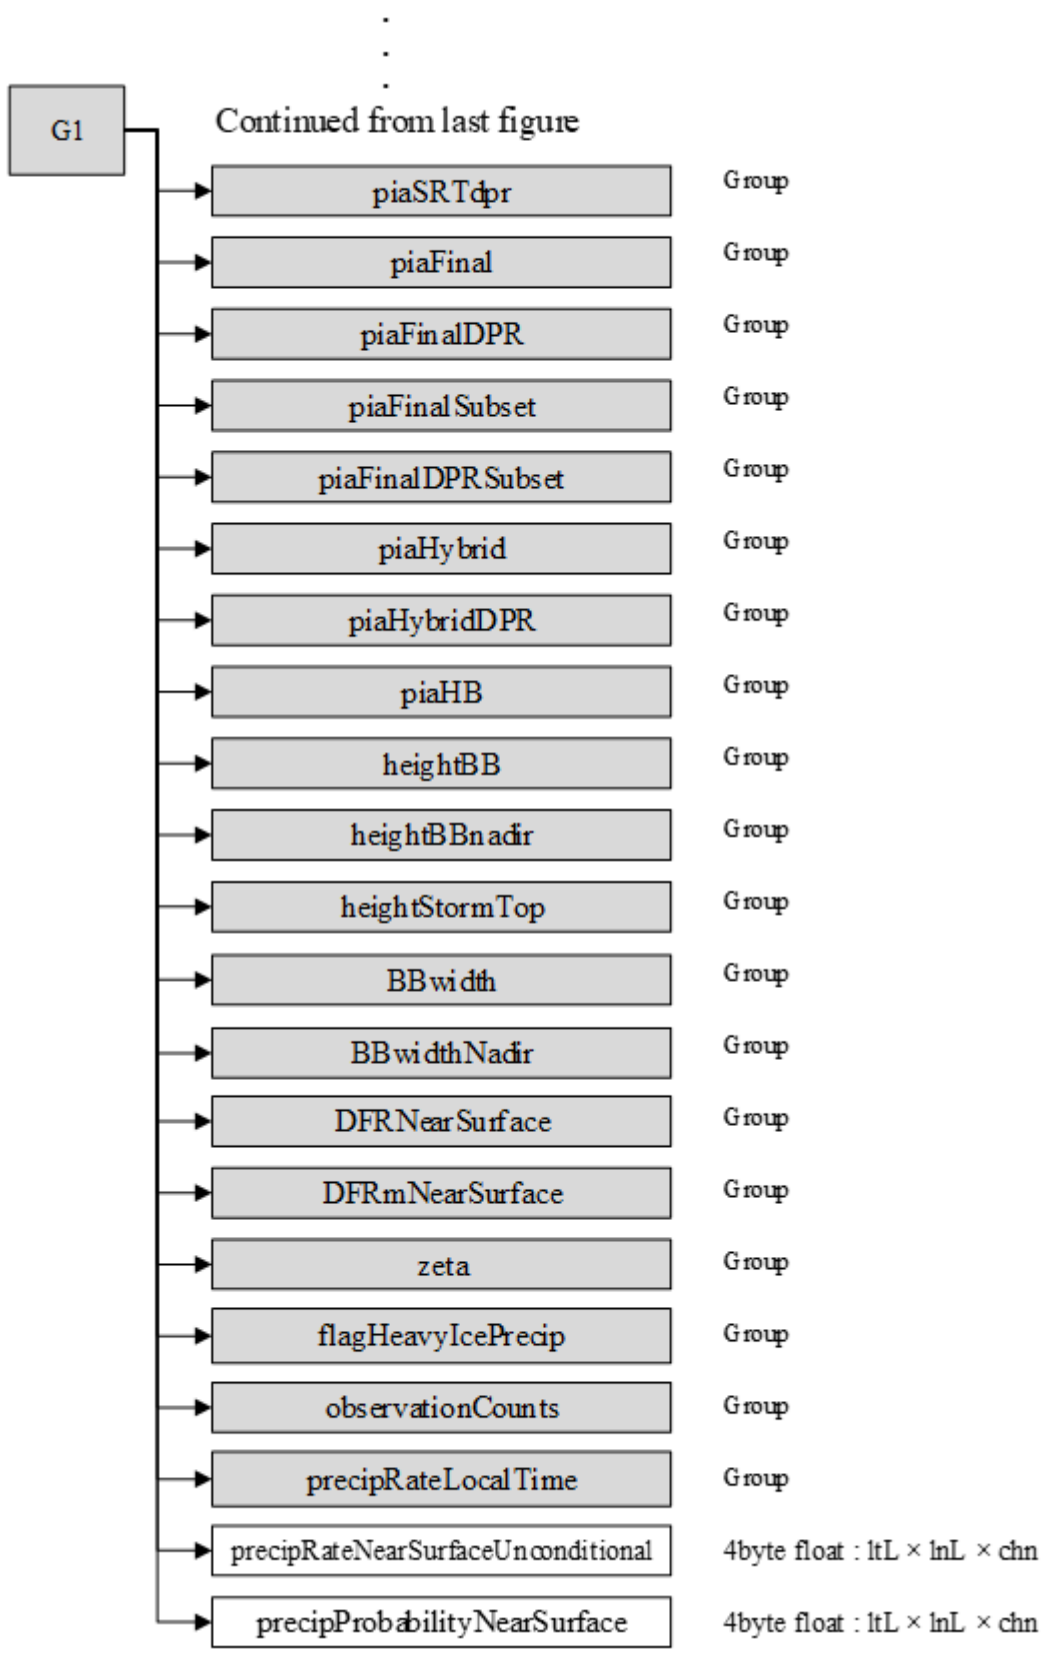 G1
Continued from last figure
piaSRTdpr Group
piaFinal Group
piaFinalDPR Group
piaFinalSubset Group
piaFinalDPRSubset Group
piaHybrid Group
piaHybridDPR Group
piaHB Group
heightBB Group
heightBBnadir Group
heightStormTop Group
BBwidth Group
BBwidthNadir Group
DFRNearSurface Group
DFRmNearSurface Group
zeta Group
flagHeavyIcePrecip Group
observationCounts Group
precipRateLocalTime Group
precipRateNearSurfaceUnconditional 4byte float : ltL × lnL × chn
precipProbabilityNearSurface 4byte float : ltL × lnL × chn